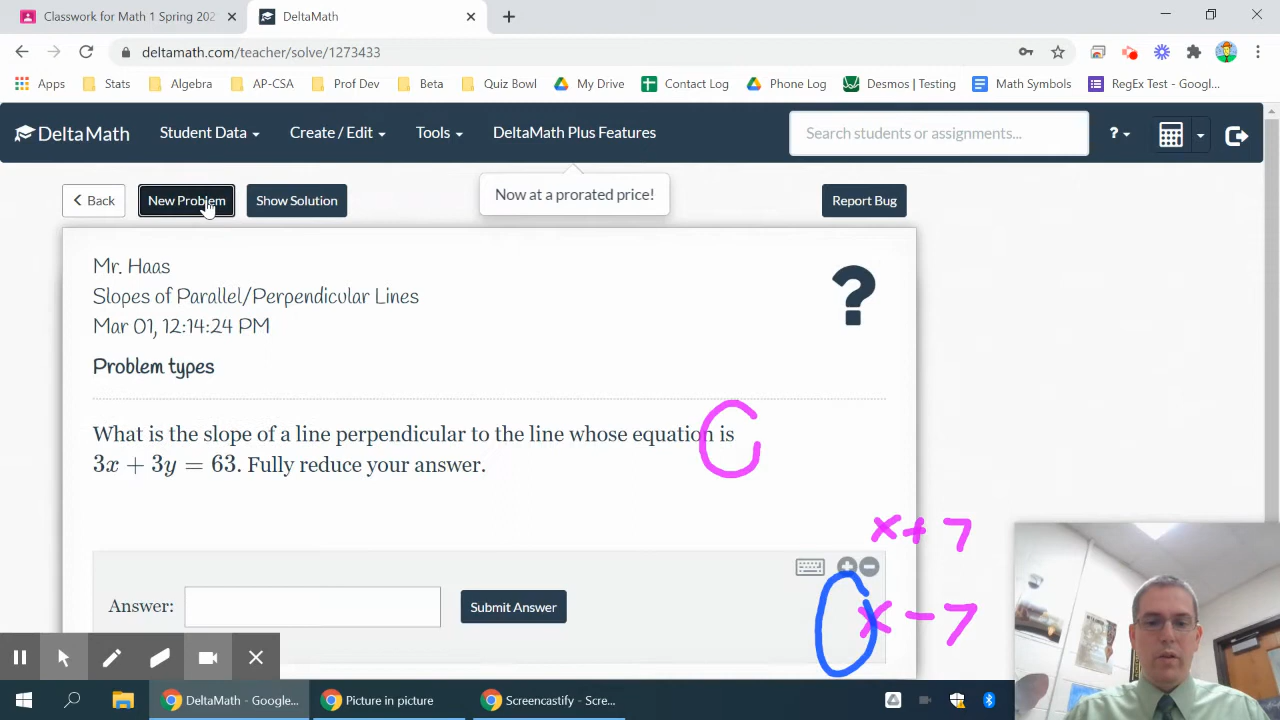 Classwork for Math 1 Spring 202
DeltaMath
deltamath.com/teacher/solve/1273433
Apps Stats Algebra AP-CSA Prof Dev Beta Quiz Bowl My Drive Contact Log Phone Log Desmos | Testing Math Symbols RegEx Test - Googl...
DeltaMath Student Data Create / Edit Tools DeltaMath Plus Features Search students or assignments... ?
Back New Problem Show Solution Now at a prorated price! Report Bug
Mr. Haas
Slopes of Parallel/Perpendicular Lines
Mar 01, 12:14:24 PM
?
Problem types
What is the slope of a line perpendicular to the line whose equation is
3x + 3y = 63. Fully reduce your answer.
x + 7
Answer: Submit Answer
x - 7
DeltaMath - Google... Picture in picture Screencastify - Scre...